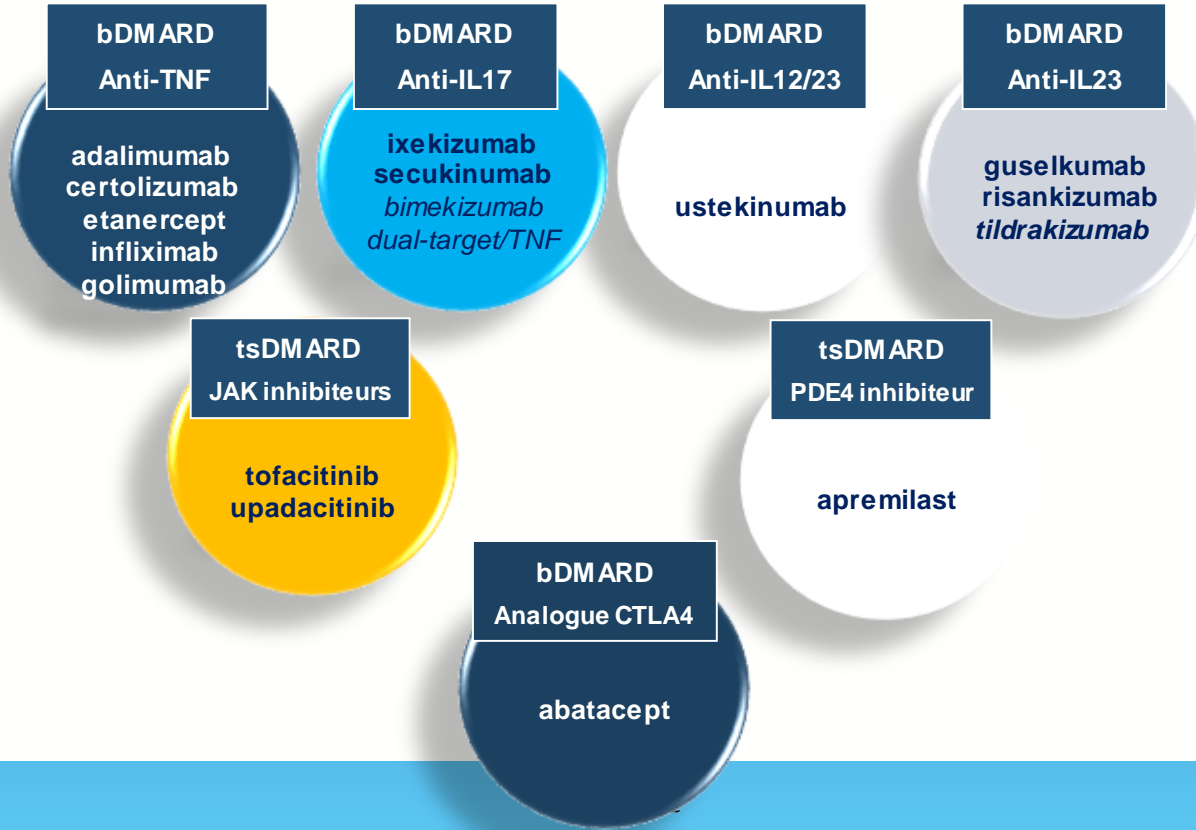 bDMARD
Anti-TNF
adalimumab
certolizumab
etanercept
infliximab
golimumab
bDMARD
Anti-IL17
ixekizumab
secukinumab
bimekizumab
dual-target/TNF
bDMARD
Anti-IL12/23
ustekinumab
bDMARD
Anti-IL23
guselkumab
risankizumab
tildrakizumab
tsDMARD
JAK inhibiteurs
tofacitinib
upadacitinib
tsDMARD
PDE4 inhibiteur
apremilast
bDMARD
Analogue CTLA4
abatacept